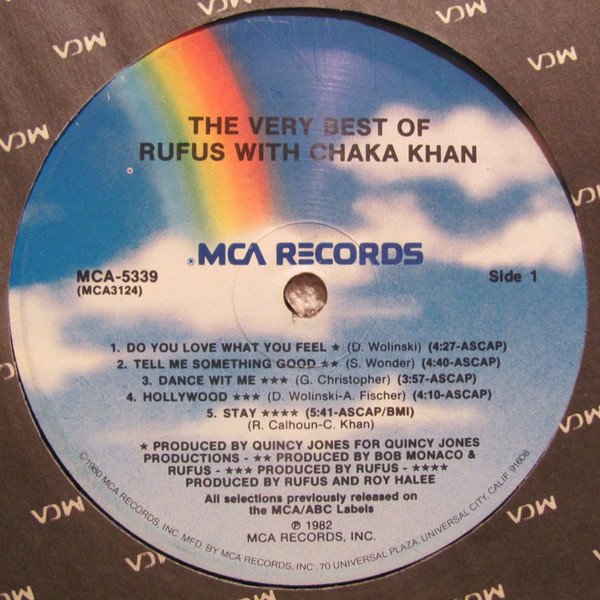 THE VERY BEST OF
RUFUS WITH CHAKA KHAN
® MCA RECORDS
MCA-5339
(MCA3124)
Side 1
1. DO YOU LOVE WHAT YOU FEEL ★ (D. Wolinski) (4:27-ASCAP)
2. TELL ME SOMETHING GOOD ★★ (S. Wonder) (4:40-ASCAP)
3. DANCE WIT ME ★★★ (G. Christopher) (3:57-ASCAP)
4. HOLLYWOOD ★★★ (D. Wolinski-A. Fischer) (4:10-ASCAP)
5. STAY ★★★★ (5:41-ASCAP/BMI)
(R. Calhoun-C. Khan)
★ PRODUCED BY QUINCY JONES FOR QUINCY JONES
PRODUCTIONS - ★★ PRODUCED BY BOB MONACO &
RUFUS - ★★★ PRODUCED BY RUFUS - ★★★★
PRODUCED BY RUFUS AND ROY HALEE
All selections previously released on
the MCA/ABC Labels
℗ 1982
MCA RECORDS, INC.
©1980 MCA RECORDS, INC. MFD. BY MCA RECORDS, INC., 70 UNIVERSAL PLAZA, UNIVERSAL CITY, CALIF. 91608
MCA
MCA
MCA
MCA
MCA
MCA
MCA
MCA
MCA
MCA
MCA